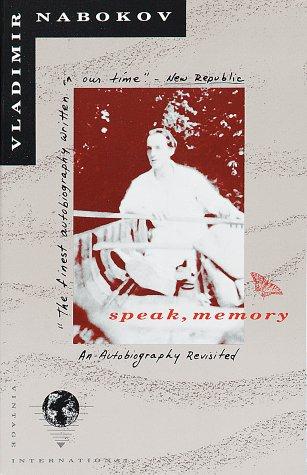 VLADIMIR NABOKOV
"The finest autobiography written in our time" - New Republic
speak, memory
An Autobiography Revisited
VINTAGE INTERNATIONAL